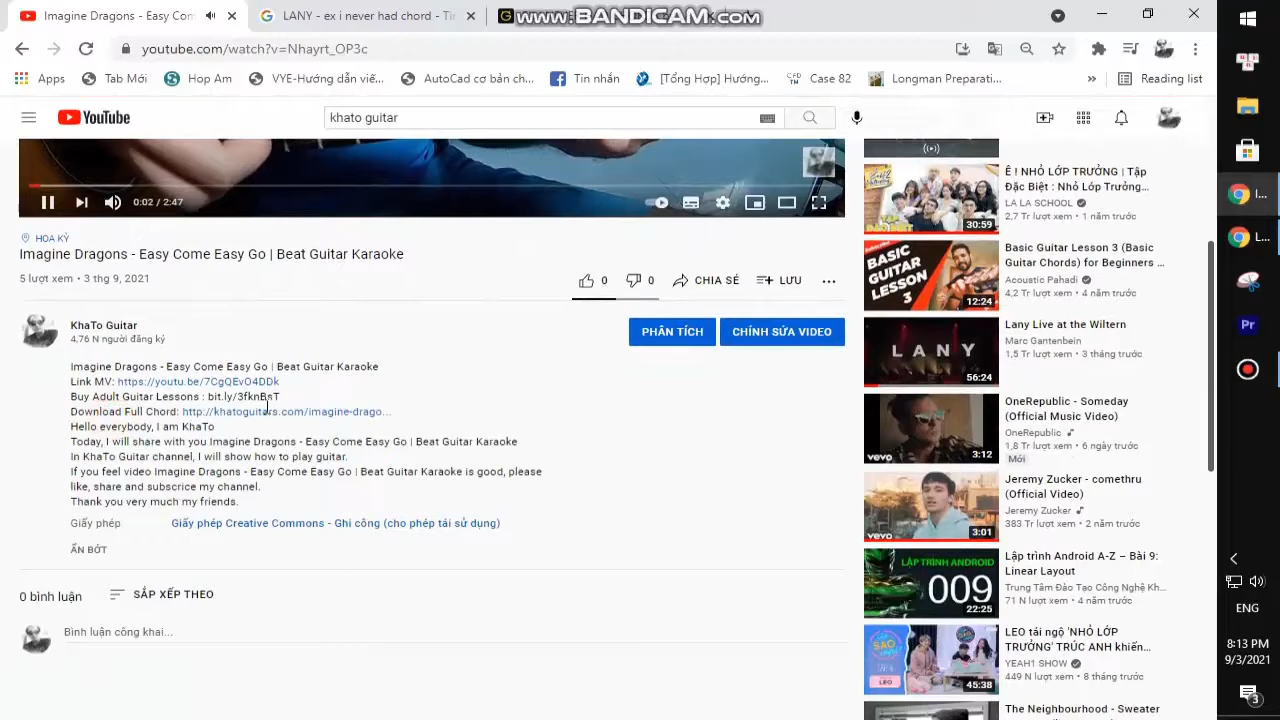 Imagine Dragons - Easy Com
LANY - ex i never had chord - Ti
www.BANDICAM.com
youtube.com/watch?v=Nhayrt_OP3c
Apps
Tab Mới
Hop Am
VYE-Hướng dẫn viế...
AutoCad cơ bản ch...
Tin nhắn
[Tổng Hợp] Hướng...
Case 82
Longman Preparati...
»
Reading list
YouTube
khato guitar
0:02 / 2:47
HOA KỲ
Imagine Dragons - Easy Come Easy Go | Beat Guitar Karaoke
5 lượt xem • 3 thg 9, 2021
0
0
CHIA SẺ
LƯU
KhaTo Guitar
4,76 N người đăng ký
PHÂN TÍCH
CHỈNH SỬA VIDEO
Imagine Dragons - Easy Come Easy Go | Beat Guitar Karaoke
Link MV: https://youtu.be/7CgQEvO4DDk
Buy Adult Guitar Lessons : bit.ly/3fknBsT
Download Full Chord: http://khatoguitars.com/imagine-drago...
Hello everybody, I am KhaTo
Today, I will share with you Imagine Dragons - Easy Come Easy Go | Beat Guitar Karaoke
In KhaTo Guitar channel, I will show how to play guitar.
If you feel video Imagine Dragons - Easy Come Easy Go | Beat Guitar Karaoke is good, please
like, share and subscrice my channel.
Thank you very much my friends.
Giấy phép
Giấy phép Creative Commons - Ghi công (cho phép tái sử dụng)
ẨN BỚT
0 bình luận
SẮP XẾP THEO
Bình luận công khai...
30:59
Ê ! NHỎ LỚP TRƯỞNG | Tập
Đặc Biệt : Nhỏ Lớp Trưởng...
LA LA SCHOOL
2,7 Tr lượt xem • 1 năm trước
BASIC
GUITAR
LESSON
3
12:24
Basic Guitar Lesson 3 (Basic
Guitar Chords) for Beginners ...
Acoustic Pahadi
4,2 Tr lượt xem • 4 năm trước
LANY
56:24
Lany Live at the Wiltern
Marc Gantenbein
1,5 Tr lượt xem • 3 tháng trước
vevo
3:12
OneRepublic - Someday
(Official Music Video)
OneRepublic
1,8 Tr lượt xem • 6 ngày trước
Mới
vevo
3:01
Jeremy Zucker - comethru
(Official Video)
Jeremy Zucker
383 Tr lượt xem • 2 năm trước
LẬP TRÌNH ANDROID
009
22:25
Lập trình Android A-Z – Bài 9:
Linear Layout
Trung Tâm Đào Tạo Công Nghệ Kh...
71 N lượt xem • 4 năm trước
LEO
45:38
LEO tái ngộ 'NHỎ LỚP
TRƯỞNG' TRÚC ANH khiến...
YEAH1 SHOW
449 N lượt xem • 8 tháng trước
The Neighbourhood - Sweater
I...
L...
Pr
ENG
8:13 PM
9/3/2021
3